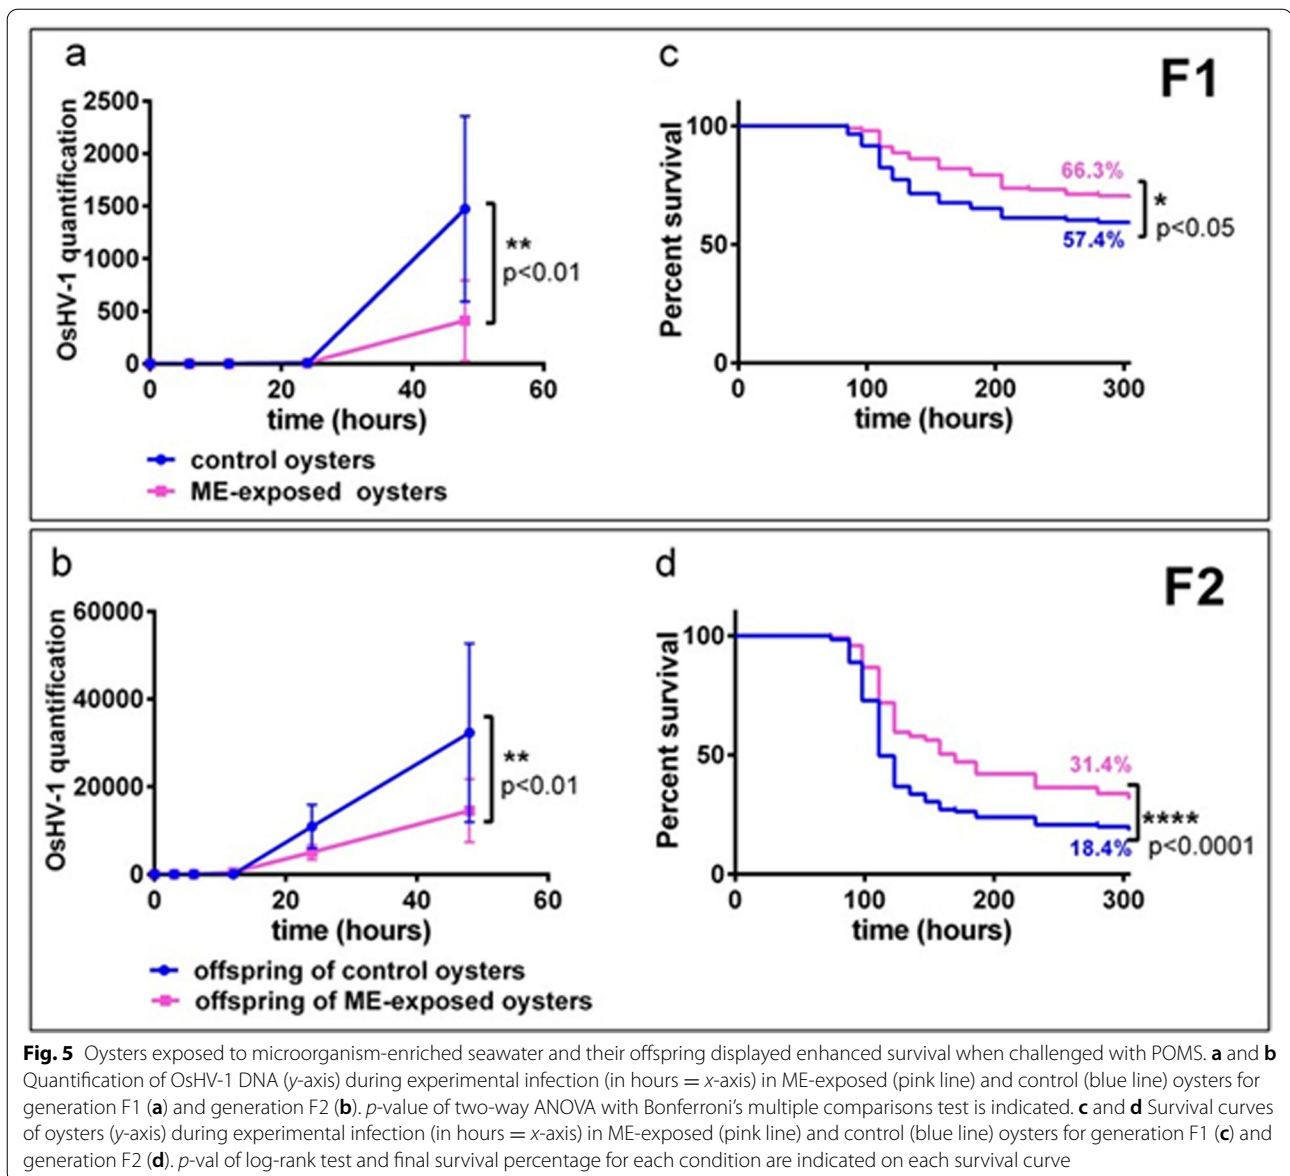 a
2500
2000
1500
1000
500
0
OsHV-1 quantification
**
p<0.01
0 20 40 60
time (hours)
control oysters
ME-exposed oysters
c
F1
100
50
0
Percent survival
66.3%
57.4%
*
p<0.05
0 100 200 300
time (hours)
b
60000
40000
20000
0
OsHV-1 quantification
**
p<0.01
0 20 40 60
time (hours)
offspring of control oysters
offspring of ME-exposed oysters
d
F2
100
50
0
Percent survival
31.4%
18.4%
****
p<0.0001
0 100 200 300
time (hours)
Fig. 5 Oysters exposed to microorganism-enriched seawater and their offspring displayed enhanced survival when challenged with POMS. a and b
Quantification of OsHV-1 DNA (y-axis) during experimental infection (in hours = x-axis) in ME-exposed (pink line) and control (blue line) oysters for
generation F1 (a) and generation F2 (b). p-value of two-way ANOVA with Bonferroni's multiple comparisons test is indicated. c and d Survival curves
of oysters (y-axis) during experimental infection (in hours = x-axis) in ME-exposed (pink line) and control (blue line) oysters for generation F1 (c) and
generation F2 (d). p-val of log-rank test and final survival percentage for each condition are indicated on each survival curve